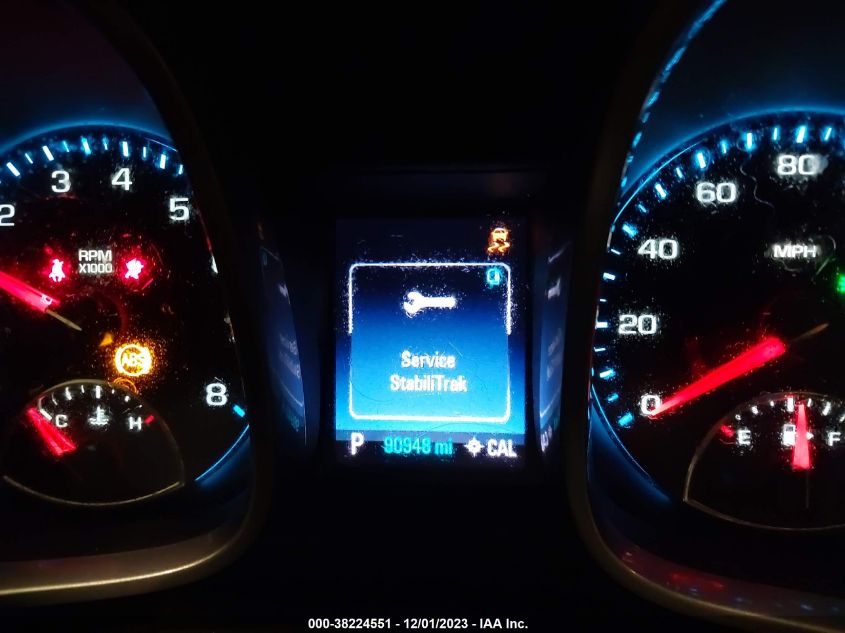 2 3 4 5
RPM
X1000
ABS
8
C H
Service
StabiliTrak
P 90948 mi CAL
80
60
40
MPH
20
0
E F
000-38224551 - 12/01/2023 - IAA Inc.